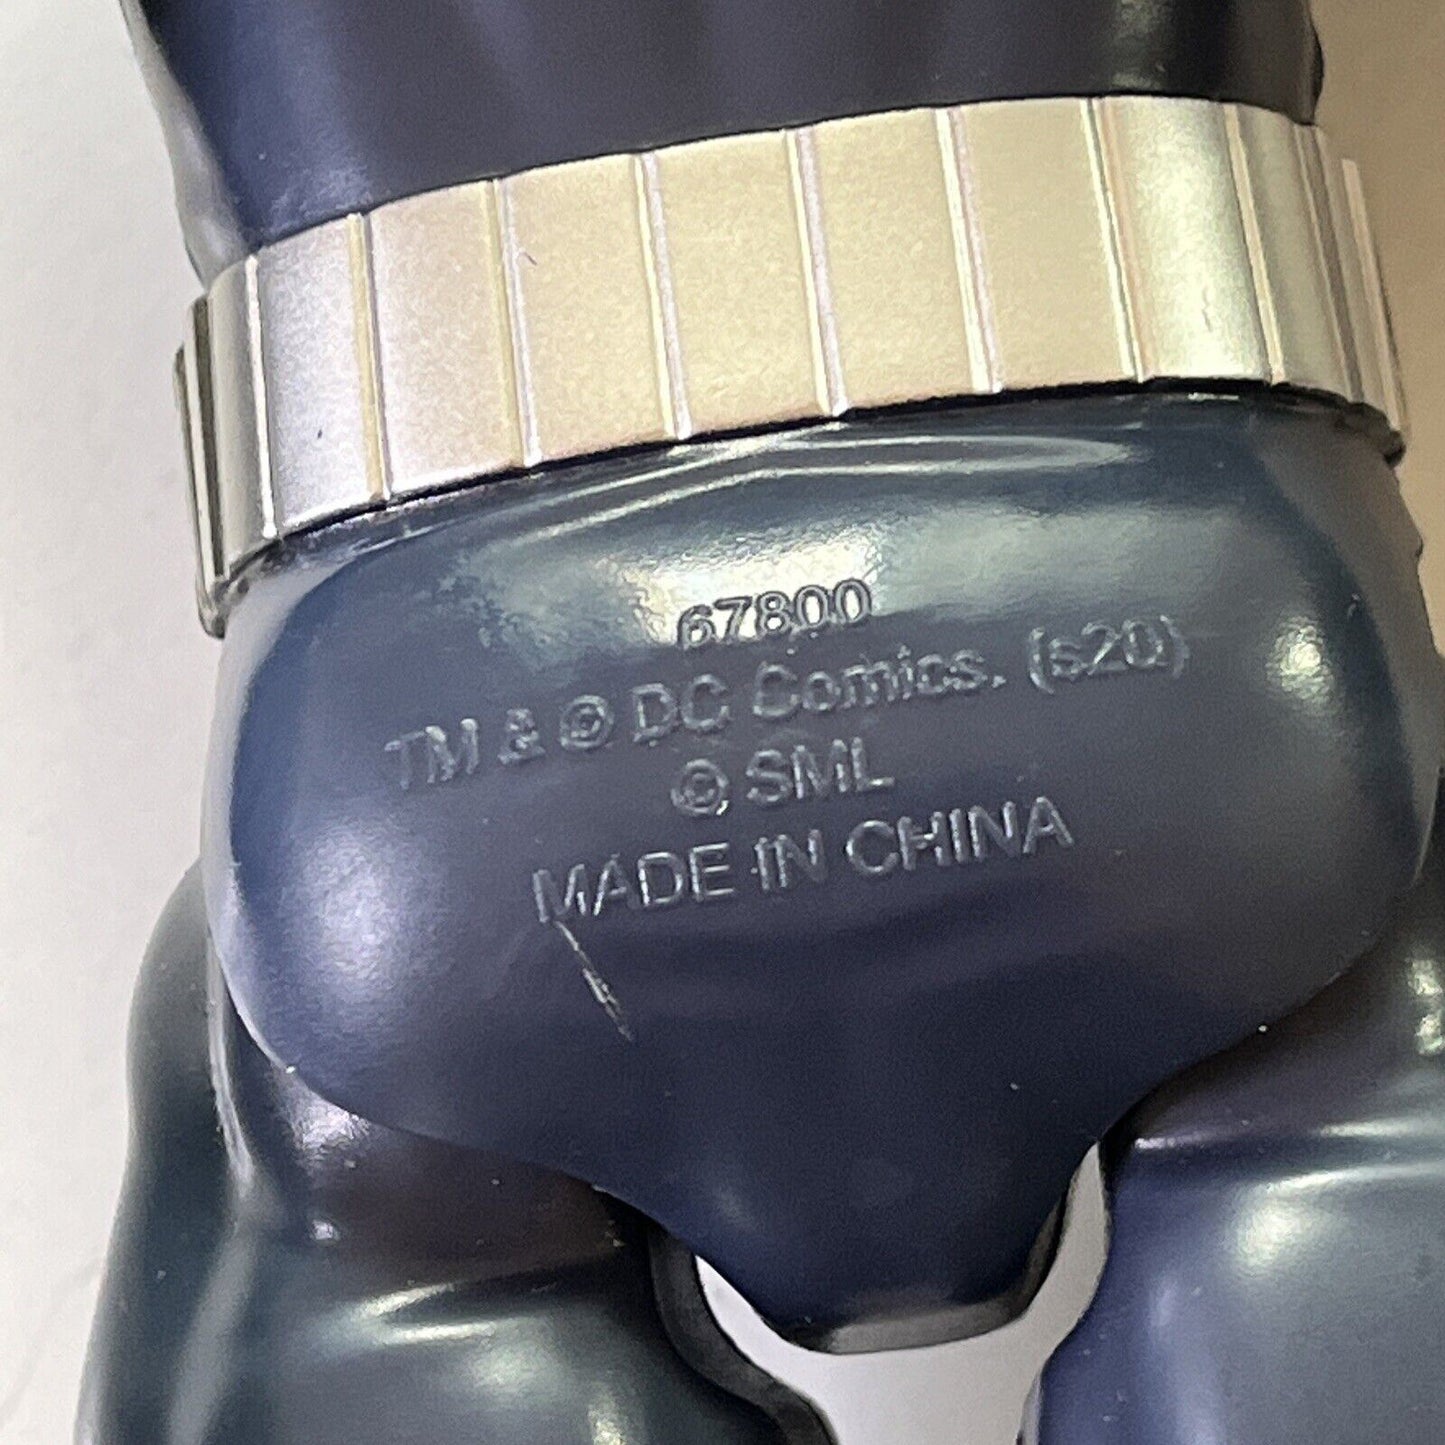 67800
TM & © DC Comics. (s20)
© SML
MADE IN CHINA